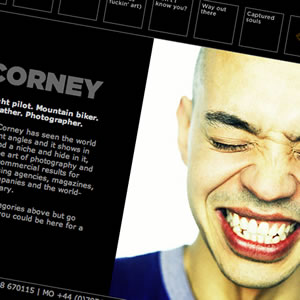 fuckin' art)
know you?
Way out
there
Captured
souls
CORNEY
ht pilot. Mountain biker.
ather. Photographer.
Corney has seen the world
nt angles and it shows in
nd a niche and hide in it,
e art of photography and
commercial results for
ing agencies, magazines,
panies and the world-
ary.
egories above but go
you could be here for a
8 670115 | MO +44 (0)797